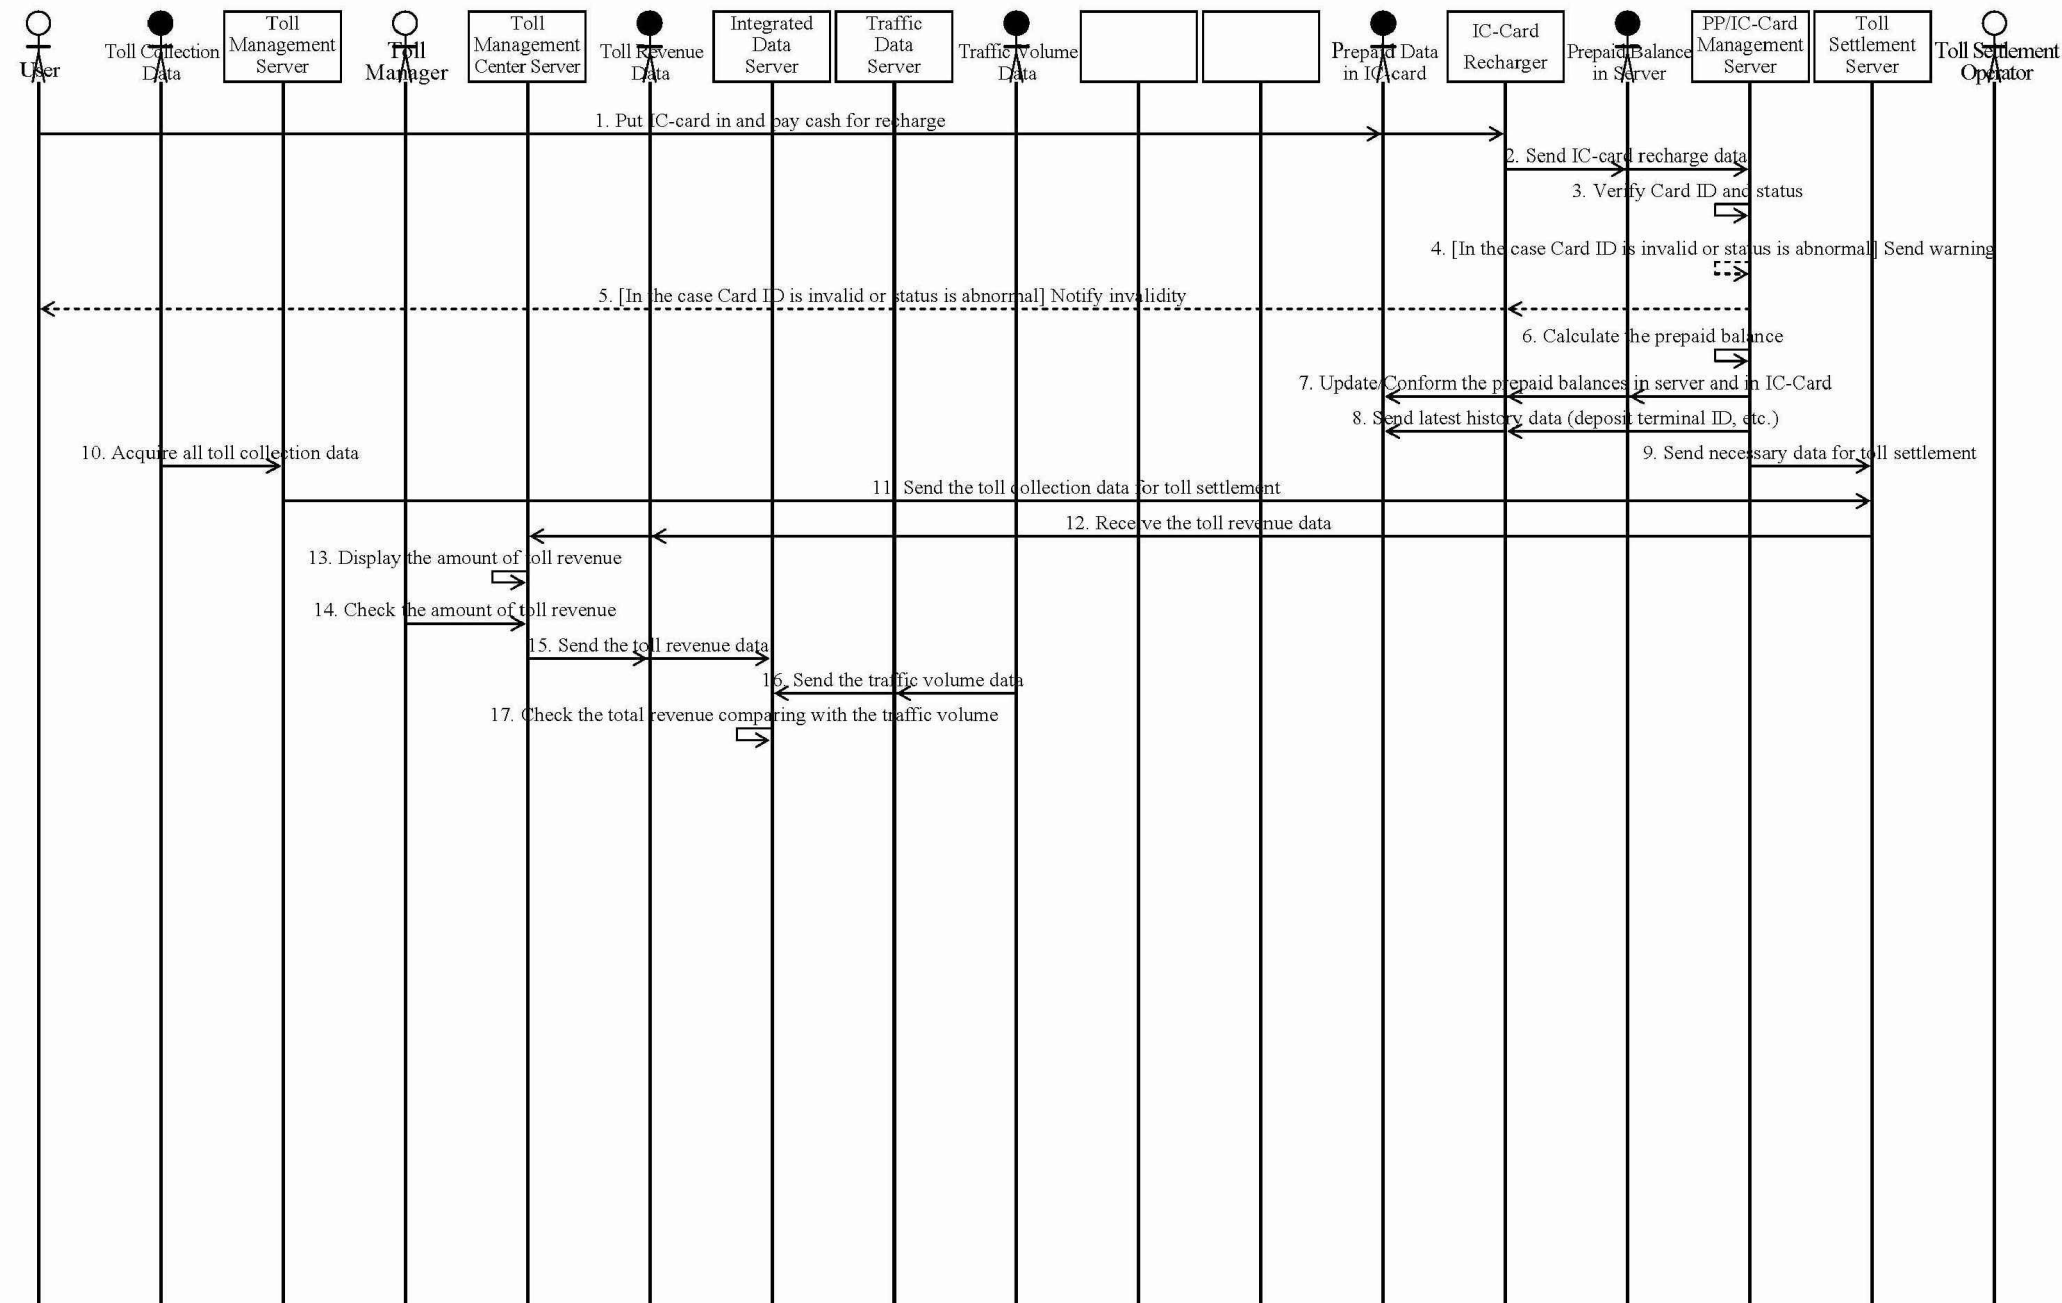 User
Toll Collection
Data
Toll
Management
Server
Toll
Manager
Toll
Management
Center Server
Toll Revenue
Data
Integrated
Data
Server
Traffic
Data
Server
Traffic Volume
Data
Prepaid Data
in IC-card
IC-Card
Recharger
Prepaid Balance
in Server
PP/IC-Card
Management
Server
Toll
Settlement
Server
Toll Settlement
Operator
1. Put IC-card in and pay cash for recharge
2. Send IC-card recharge data
3. Verify Card ID and status
4. [In the case Card ID is invalid or status is abnormal] Send warning
5. [In the case Card ID is invalid or status is abnormal] Notify invalidity
6. Calculate the prepaid balance
7. Update/Conform the prepaid balances in server and in IC-Card
8. Send latest history data (deposit terminal ID, etc.)
10. Acquire all toll collection data
9. Send necessary data for toll settlement
11. Send the toll collection data for toll settlement
12. Receive the toll revenue data
13. Display the amount of toll revenue
14. Check the amount of toll revenue
15. Send the toll revenue data
16. Send the traffic volume data
17. Check the total revenue comparing with the traffic volume